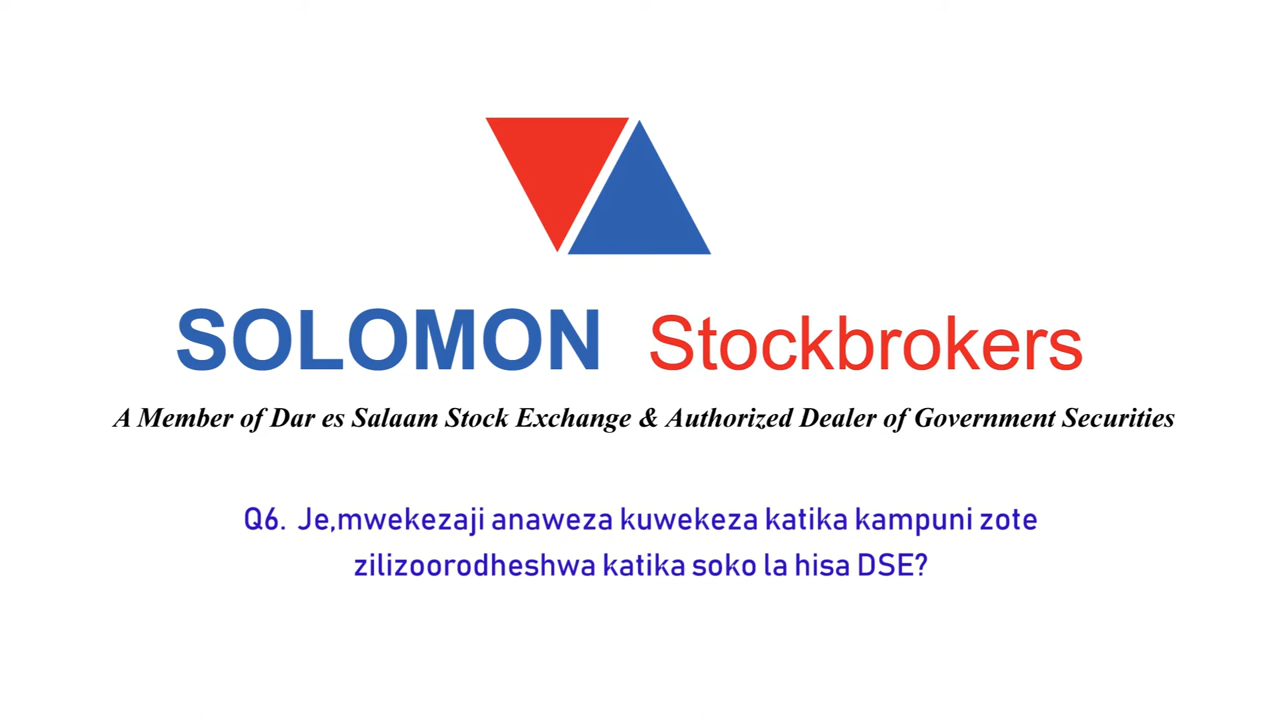 SOLOMON Stockbrokers
A Member of Dar es Salaam Stock Exchange & Authorized Dealer of Government Securities
Q6. Je,mwekezaji anaweza kuwekeza katika kampuni zote
zilizoorodheshwa katika soko la hisa DSE?